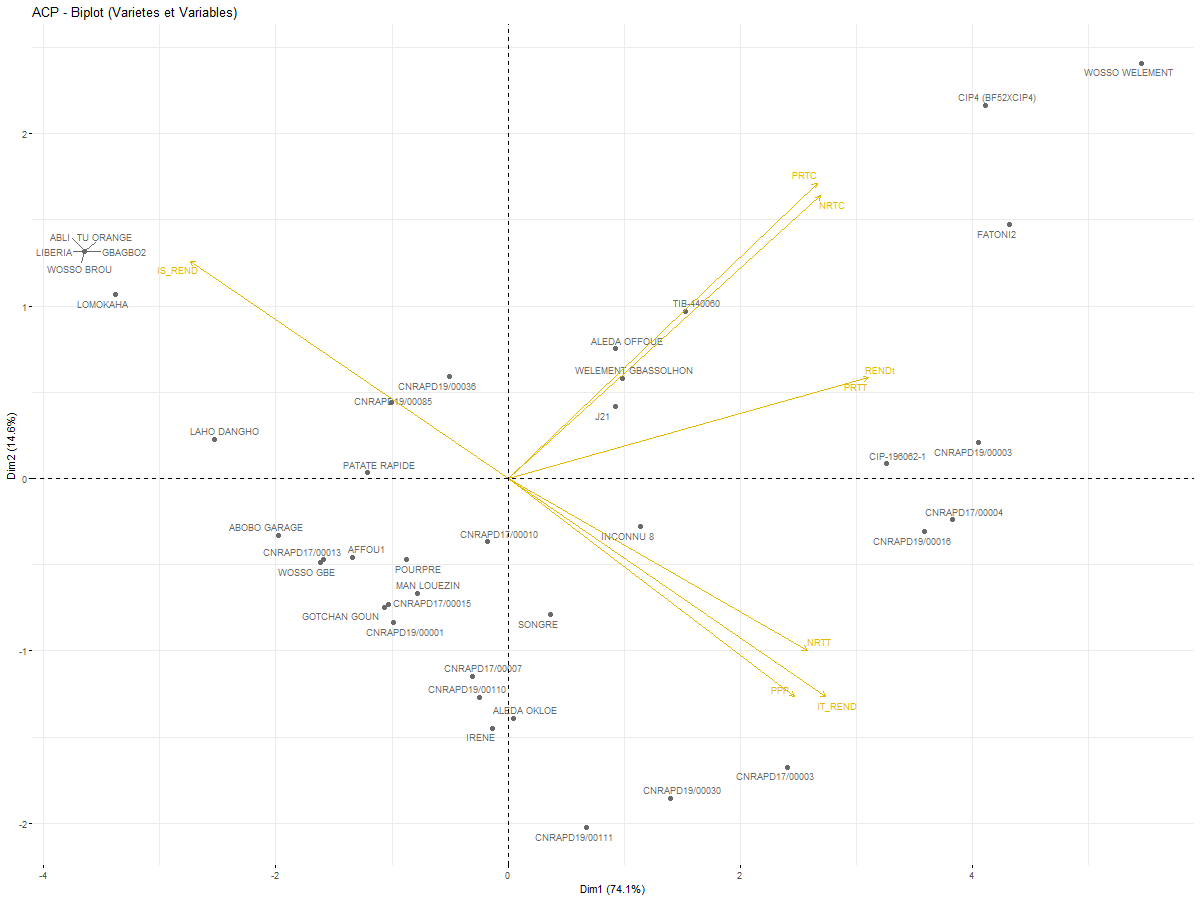 ACP - Biplot (Varietes et Variables)
WOSSO WELEMENT
CIP4 (BF52XCIP4)
2
PRTC
NRTC
FATONI2
ABLI TU ORANGE
LIBERIA GBAGBO2
WOSSO BROU
IS_REND
LOMOKAHA
1
TIB-440060
ALEDA OFFOUE
WELEMENT GBASSOLHON
RENDt
PRTT
CNRAPD19/00036
CNRAPD19/00085
J21
LAHO DANGHO
CNRAPD19/00003
CIP-196062-1
PATATE RAPIDE
0
CNRAPD17/00004
ABOBO GARAGE
CNRAPD17/00010
INCONNU 8
CNRAPD19/00016
CNRAPD17/00013
AFFOU1
WOSSO GBE
POURPRE
MAN LOUEZIN
CNRAPD17/00015
GOTCHAN GOUN
SONGRE
CNRAPD19/00001
NRTT
-1
CNRAPD17/00007
CNRAPD19/00110
PPP
IT_REND
ALEDA OKLOE
IRENE
CNRAPD17/00003
CNRAPD19/00030
-2
CNRAPD19/00111
-4
-2
0
2
4
Dim1 (74.1%)
Dim2 (14.6%)